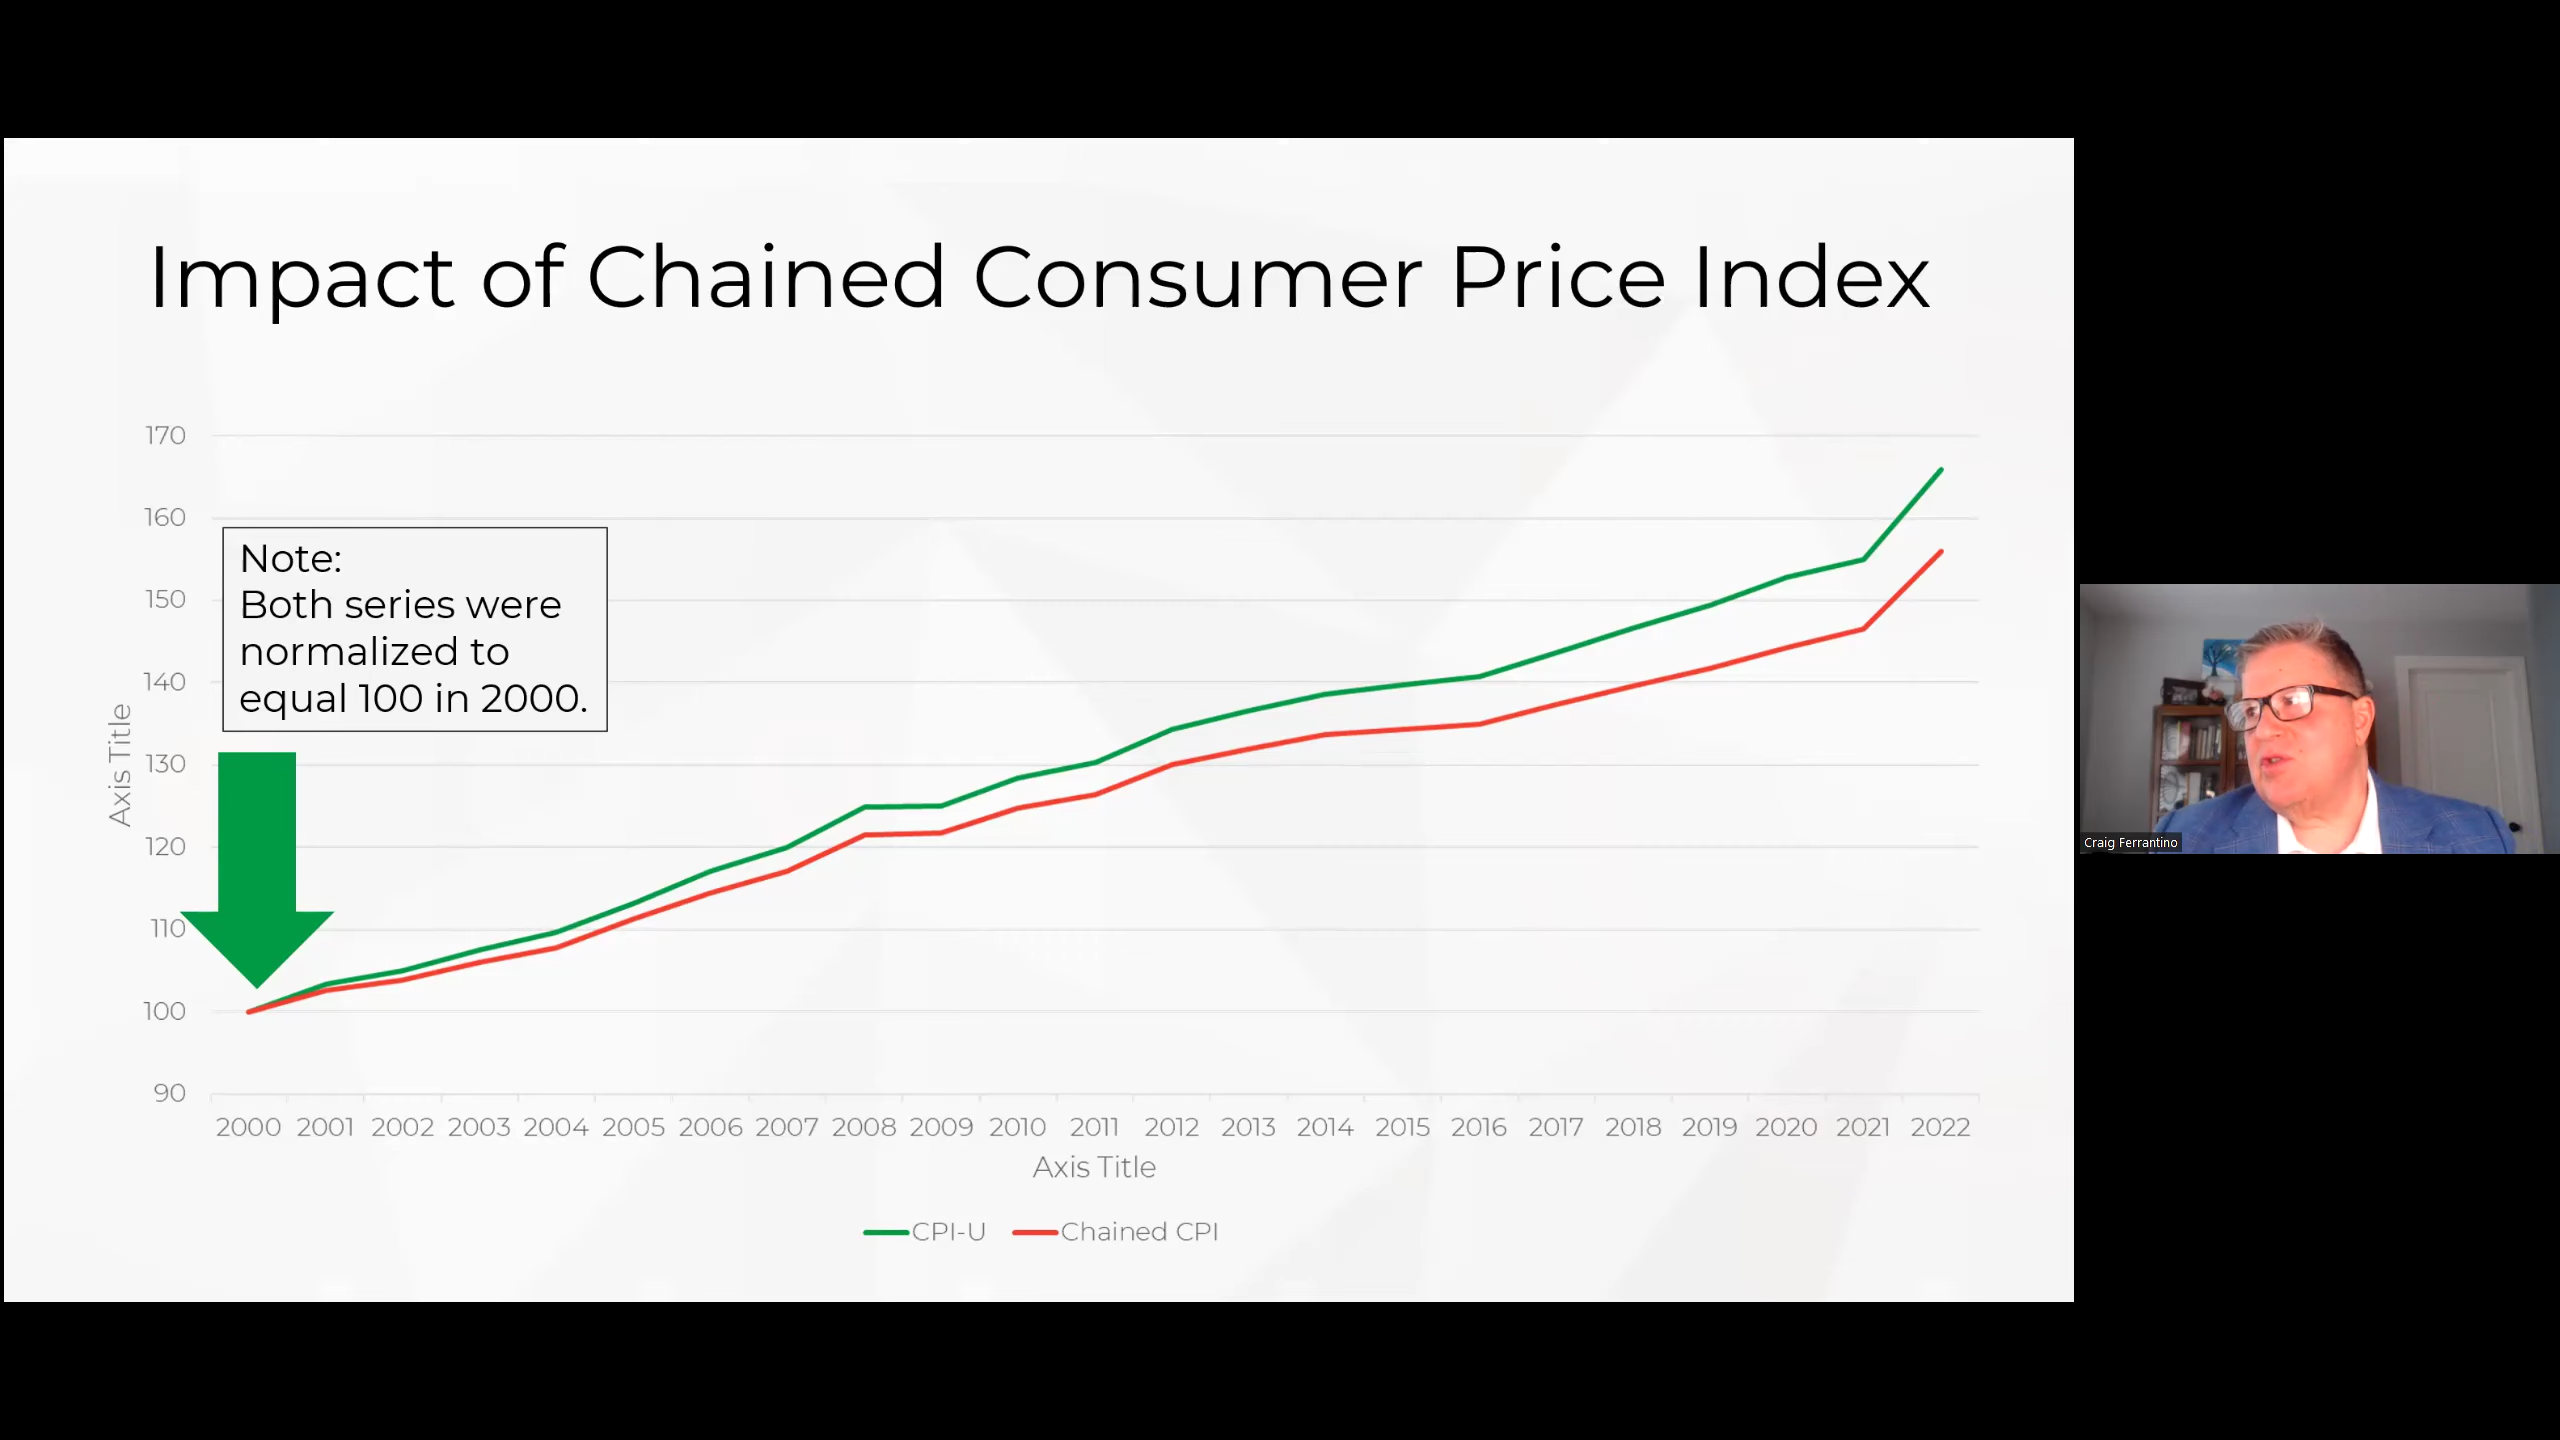 Impact of Chained Consumer Price Index
170
160
150
140
130
120
110
100
90
Axis Title
Note:
Both series were
normalized to
equal 100 in 2000.
2000 2001 2002 2003 2004 2005 2006 2007 2008 2009 2010 2011 2012 2013 2014 2015 2016 2017 2018 2019 2020 2021 2022
Axis Title
CPI-U Chained CPI
Craig Ferrantino